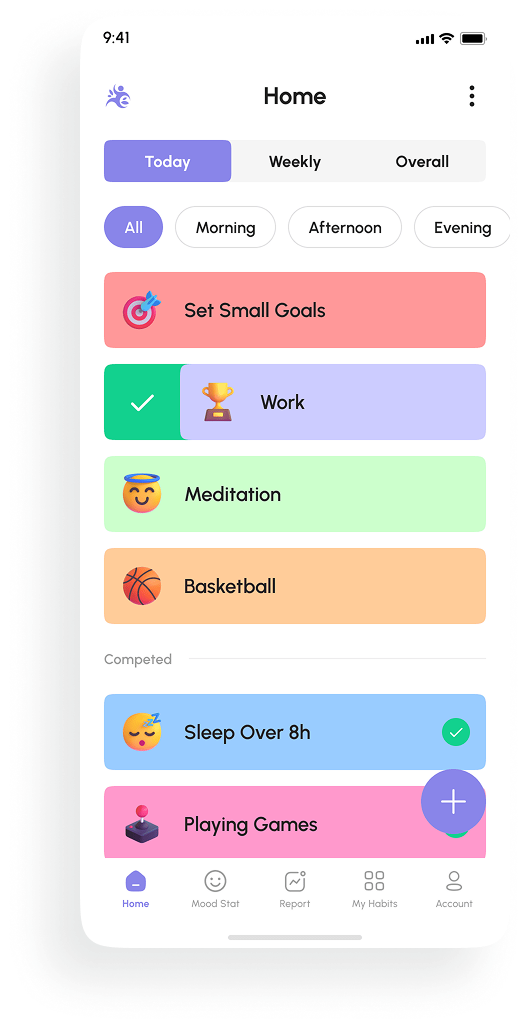 9:41
Home
Today Weekly Overall
All Morning Afternoon Evening
Set Small Goals
Work
Meditation
Basketball
Competed
Sleep Over 8h
Playing Games
Home Mood Stat Report My Habits Account